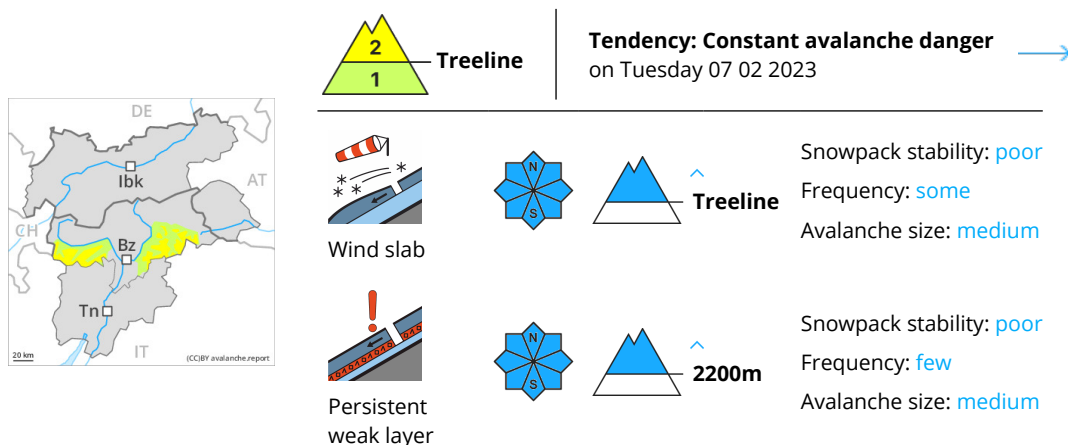 2
1
Treeline
Tendency: Constant avalanche danger
on Tuesday 07 02 2023
DE
Ibk
AT
CH
Bz
Tn
IT
20 km
(CC)BY avalanche.report
Wind slab
N
S
Treeline
Snowpack stability: poor
Frequency: some
Avalanche size: medium
Persistent
weak layer
N
S
2200m
Snowpack stability: poor
Frequency: few
Avalanche size: medium